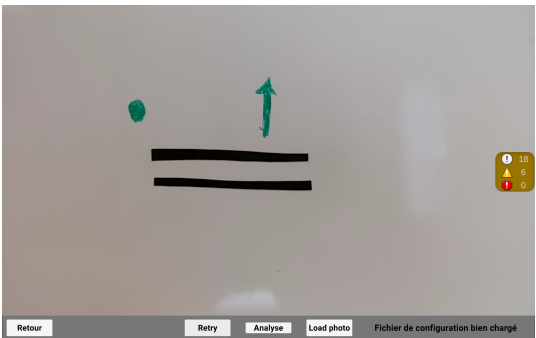 18
6
0
Retour
Retry
Analyse
Load photo
Fichier de configuration bien chargé